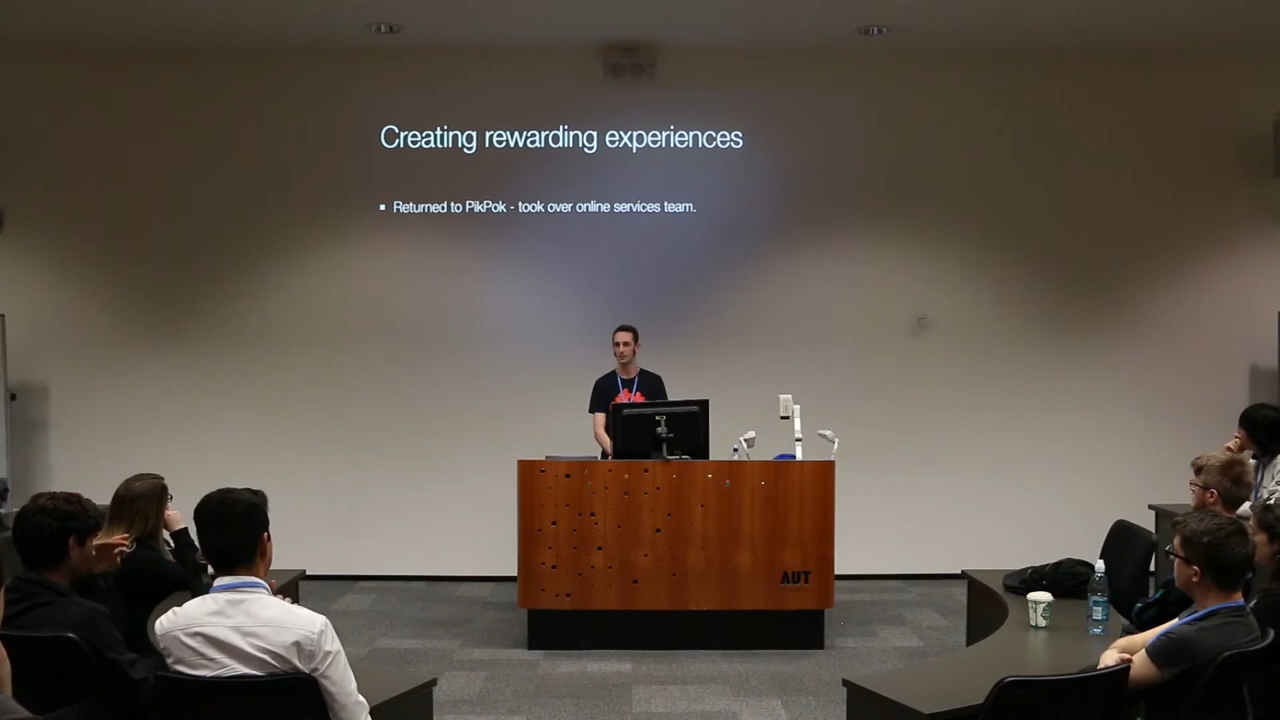 Creating rewarding experiences
Returned to PikPok - took over online services team.
AUT